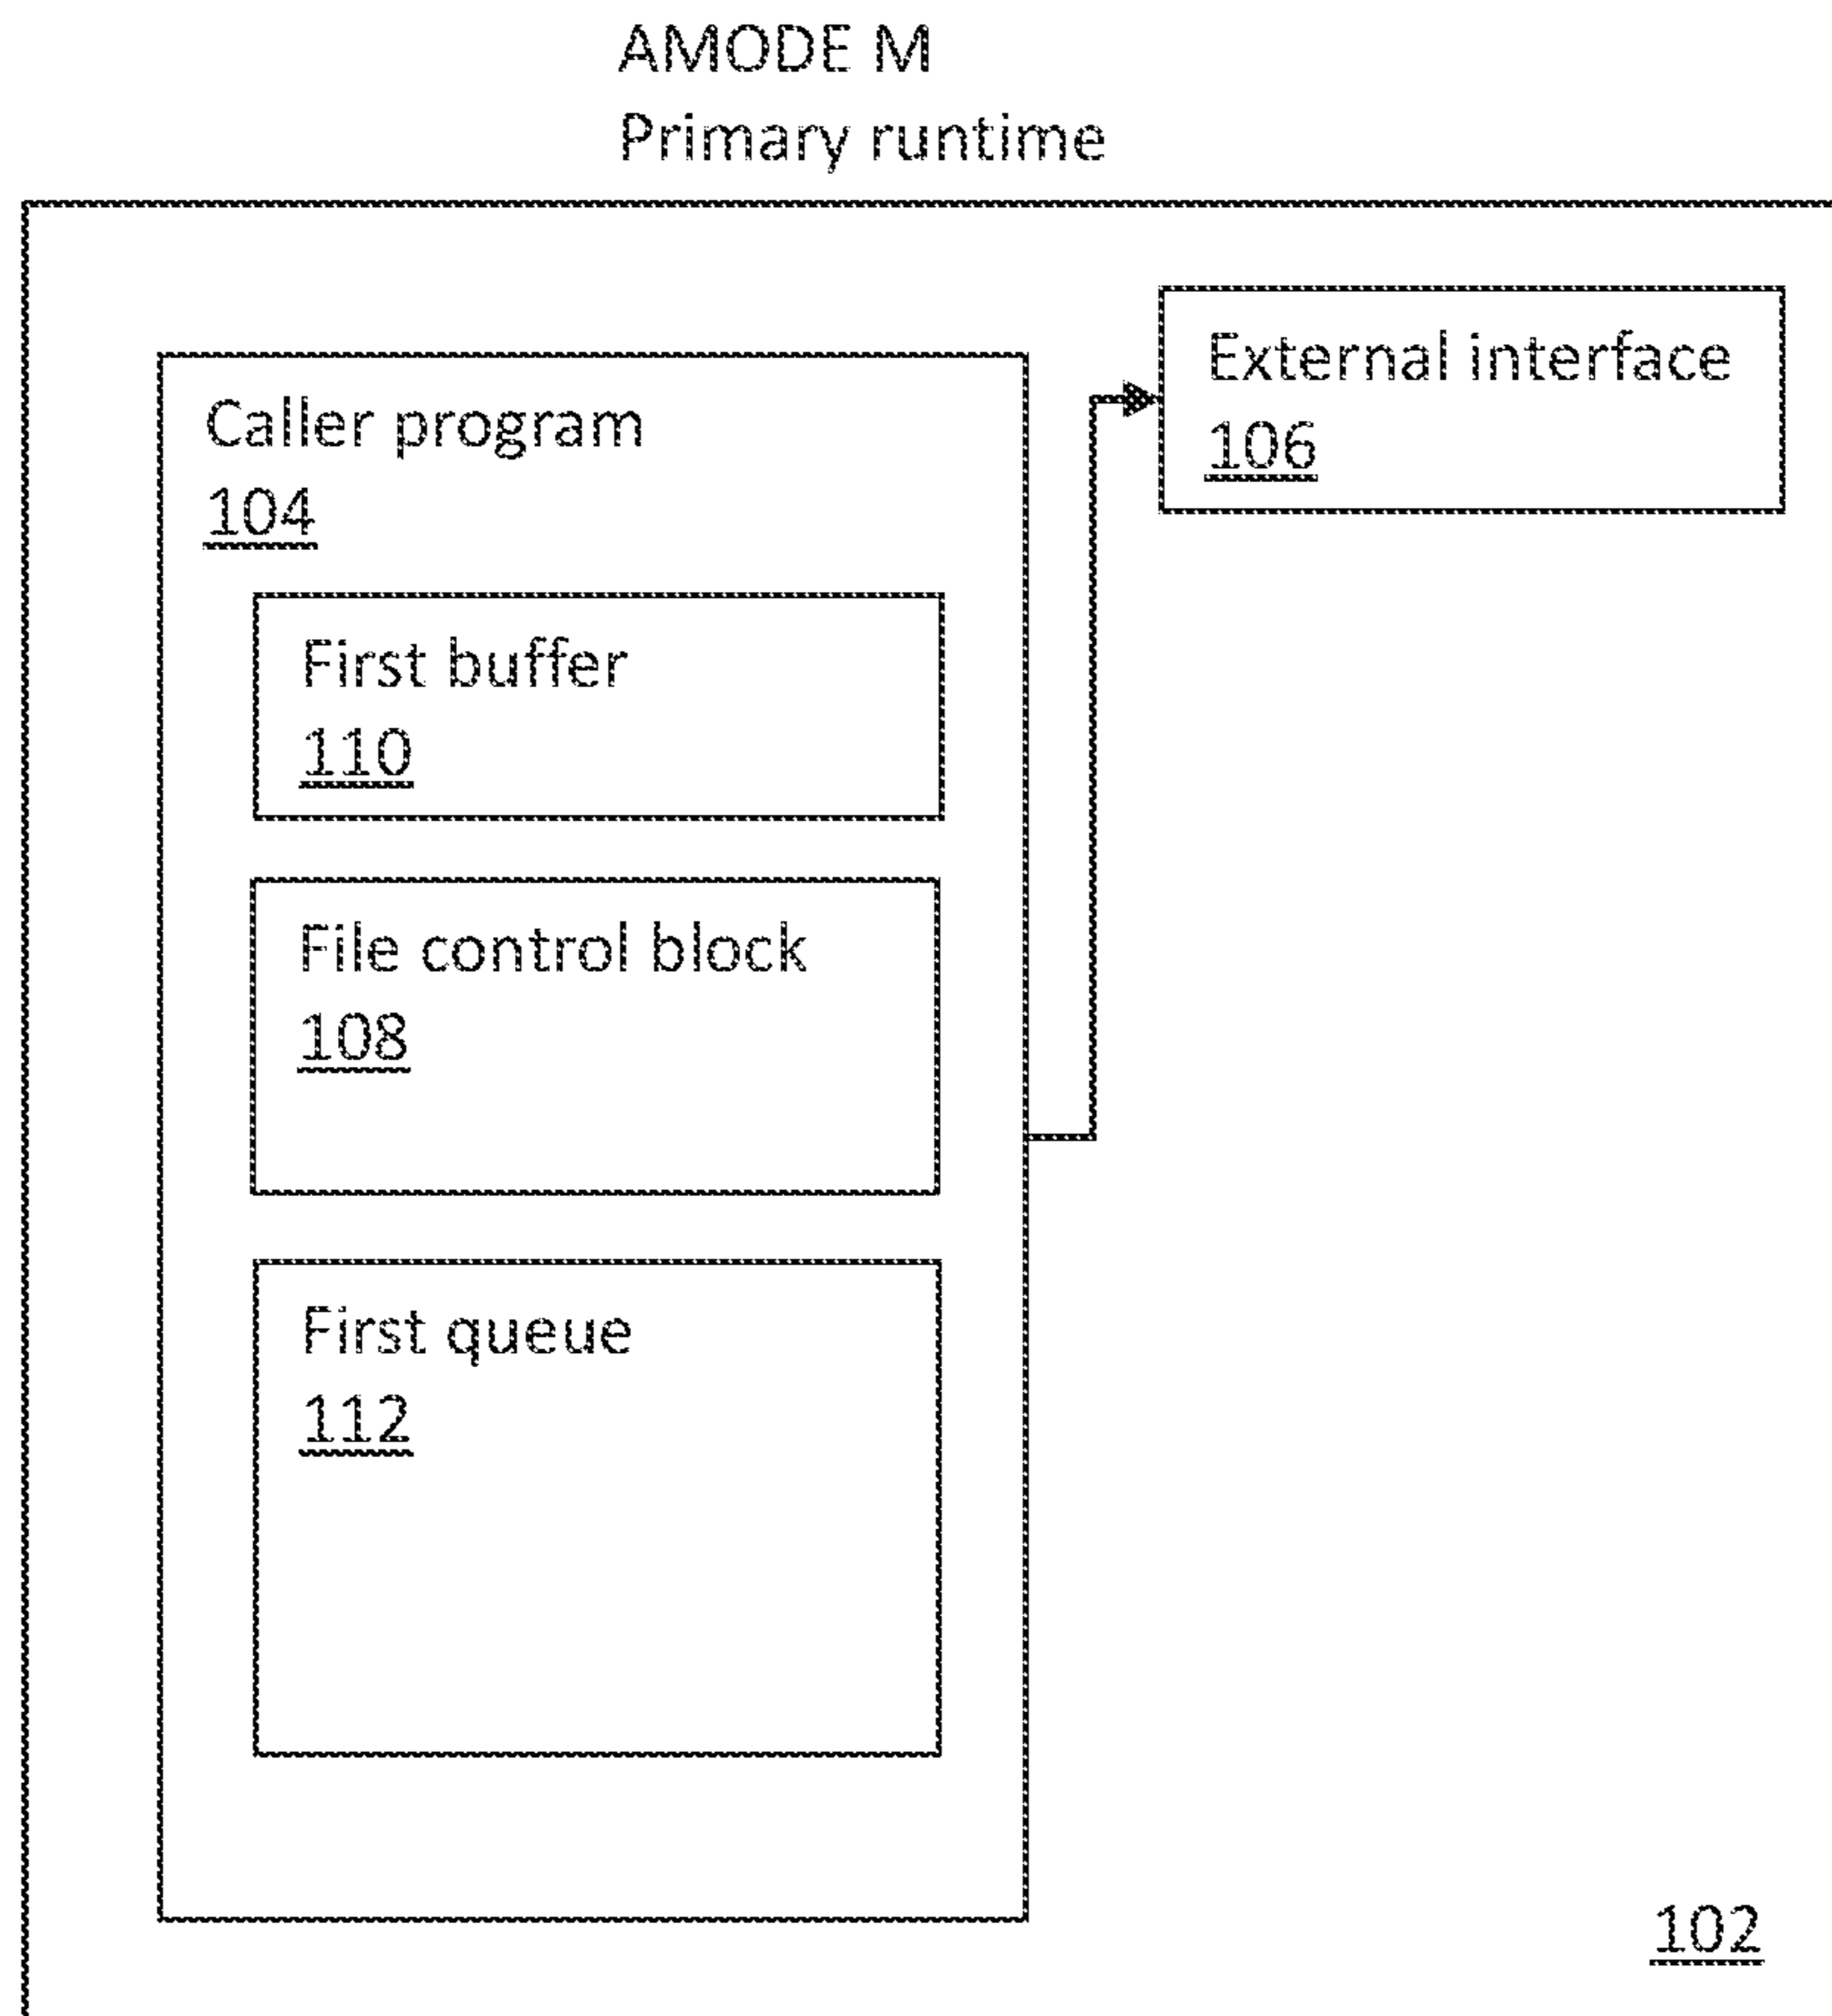 AMODE M
Primary runtime
External interface
106
Caller program
104
First buffer
110
File control block
108
First queue
112
102